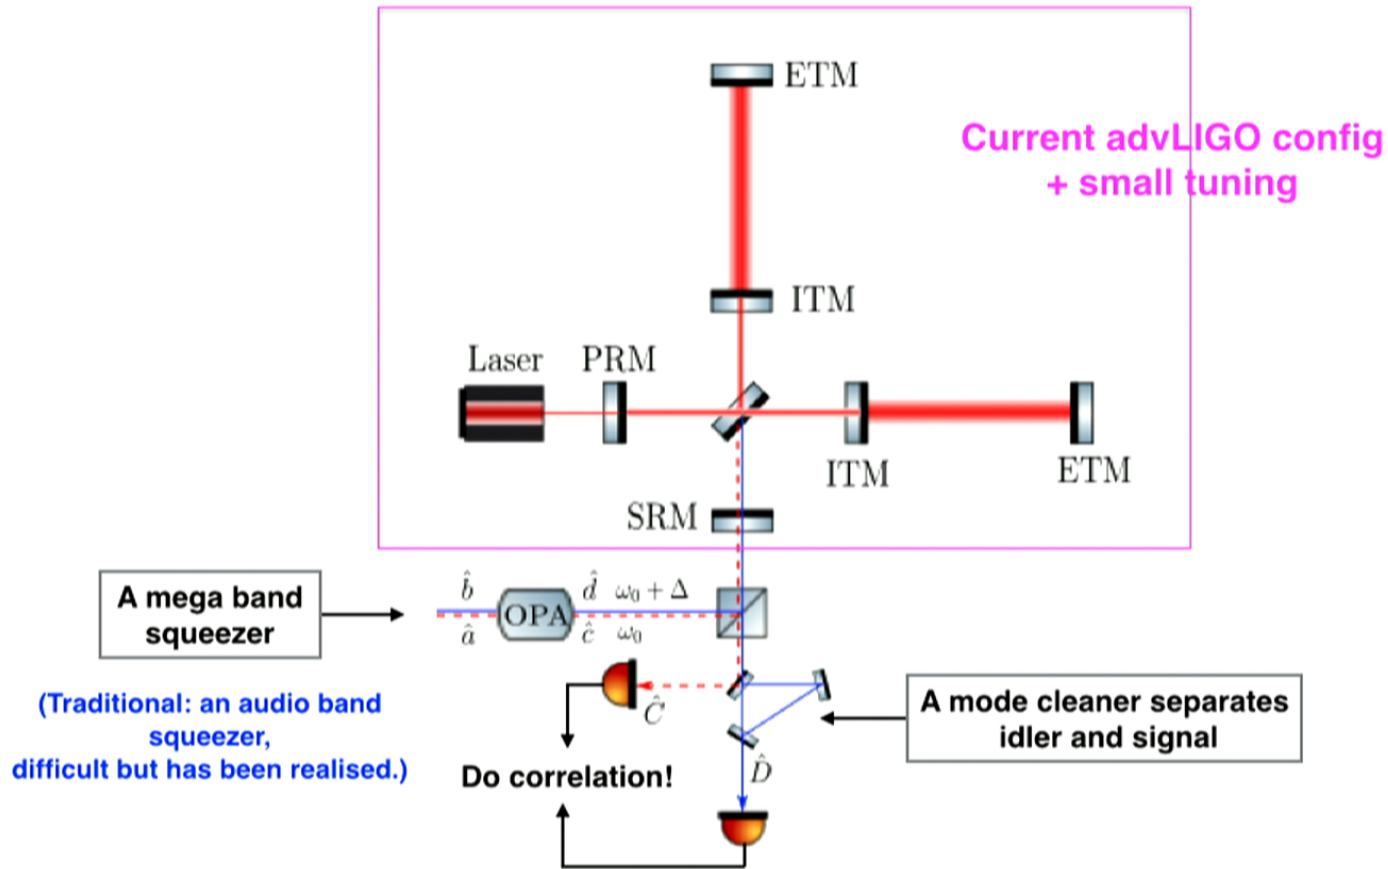 ETM
Current advLIGO config
+ small tuning
ITM
Laser
PRM
ITM
ETM
SRM
A mega band
squeezer
b̂
â
OPA
d̂ ω₀ + Δ
ĉ ω₀
(Traditional: an audio band
squeezer,
difficult but has been realised.)
Ĉ
A mode cleaner separates
idler and signal
Do correlation!
D̂